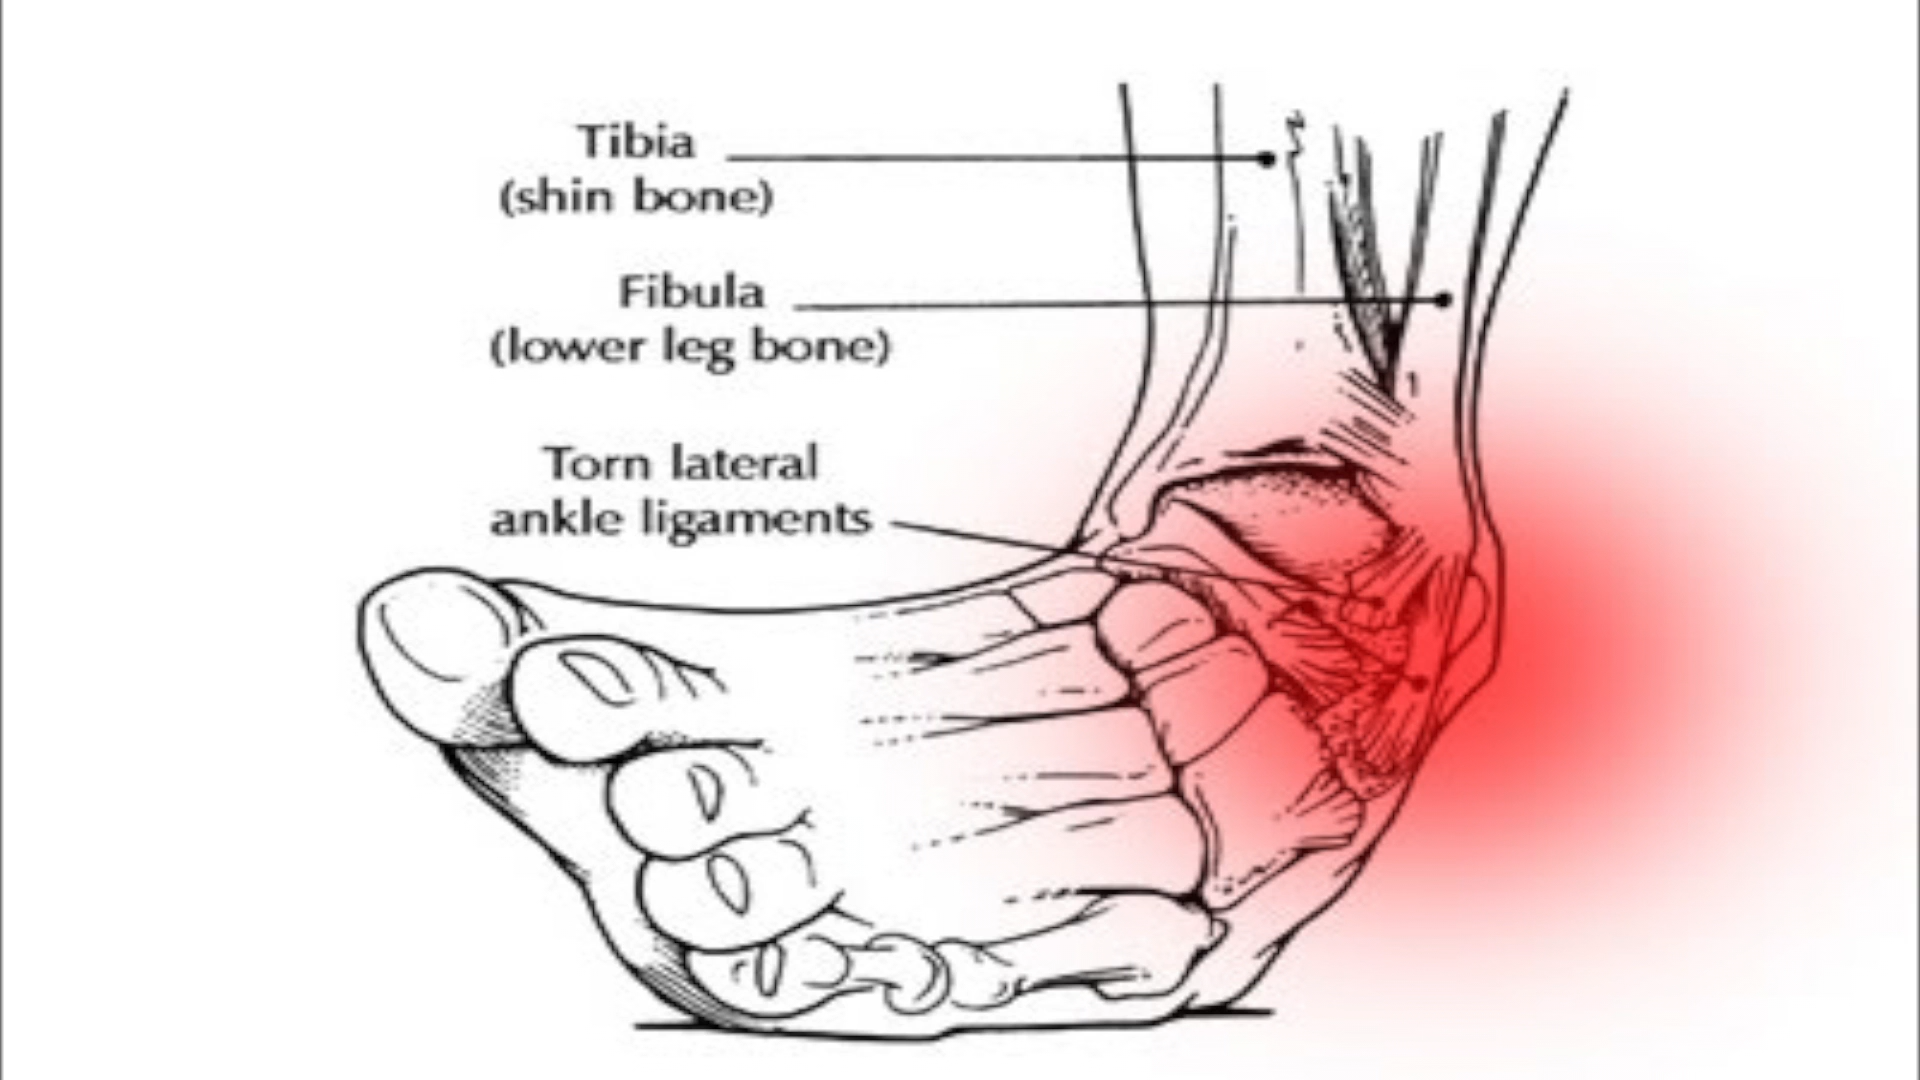 Tibia
(shin bone)
Fibula
(lower leg bone)
Torn lateral
ankle ligaments